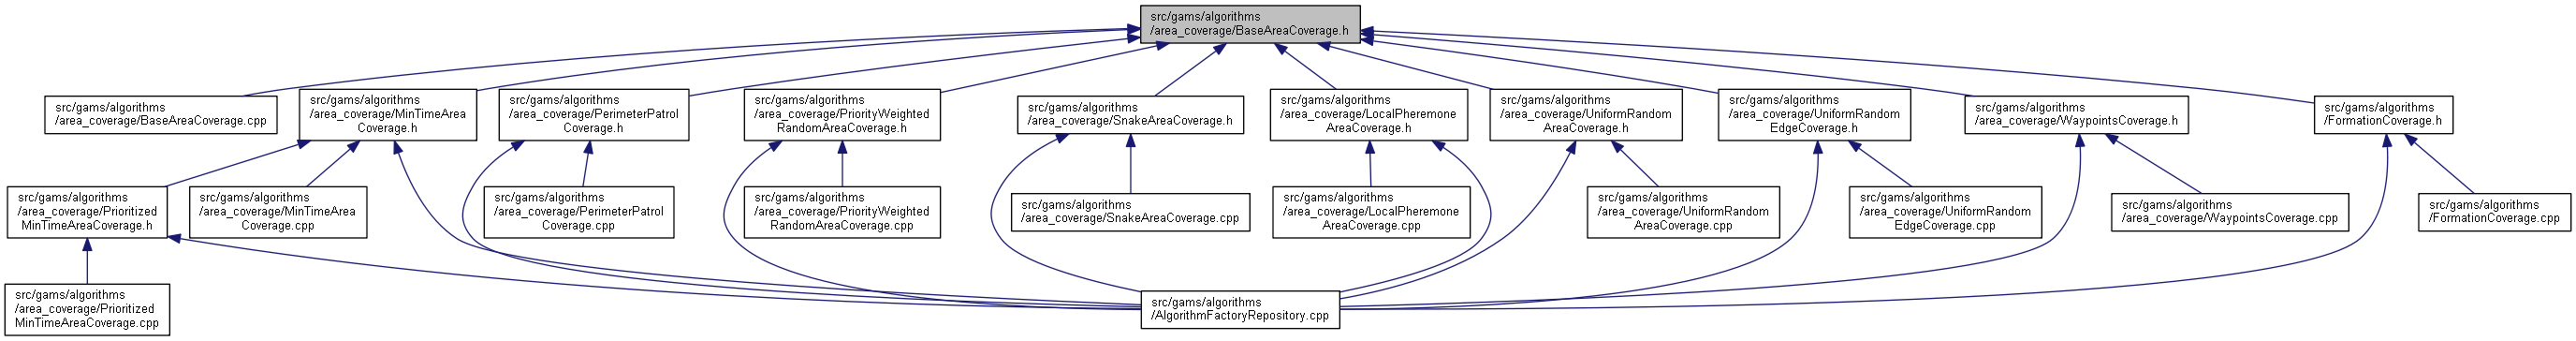 src/gams/algorithms
/area_coverage/BaseAreaCoverage.h
src/gams/algorithms
/area_coverage/BaseAreaCoverage.cpp
src/gams/algorithms
/area_coverage/MinTimeArea
Coverage.h
src/gams/algorithms
/area_coverage/PerimeterPatrol
Coverage.h
src/gams/algorithms
/area_coverage/PriorityWeighted
RandomAreaCoverage.h
src/gams/algorithms
/area_coverage/SnakeAreaCoverage.h
src/gams/algorithms
/area_coverage/LocalPheremone
AreaCoverage.h
src/gams/algorithms
/area_coverage/UniformRandom
AreaCoverage.h
src/gams/algorithms
/area_coverage/UniformRandom
EdgeCoverage.h
src/gams/algorithms
/area_coverage/WaypointsCoverage.h
src/gams/algorithms
/FormationCoverage.h
src/gams/algorithms
/area_coverage/Prioritized
MinTimeAreaCoverage.h
src/gams/algorithms
/area_coverage/MinTimeArea
Coverage.cpp
src/gams/algorithms
/area_coverage/PerimeterPatrol
Coverage.cpp
src/gams/algorithms
/area_coverage/PriorityWeighted
RandomAreaCoverage.cpp
src/gams/algorithms
/area_coverage/SnakeAreaCoverage.cpp
src/gams/algorithms
/area_coverage/LocalPheremone
AreaCoverage.cpp
src/gams/algorithms
/area_coverage/UniformRandom
AreaCoverage.cpp
src/gams/algorithms
/area_coverage/UniformRandom
EdgeCoverage.cpp
src/gams/algorithms
/area_coverage/WaypointsCoverage.cpp
src/gams/algorithms
/FormationCoverage.cpp
src/gams/algorithms
/area_coverage/Prioritized
MinTimeAreaCoverage.cpp
src/gams/algorithms
/AlgorithmFactoryRepository.cpp